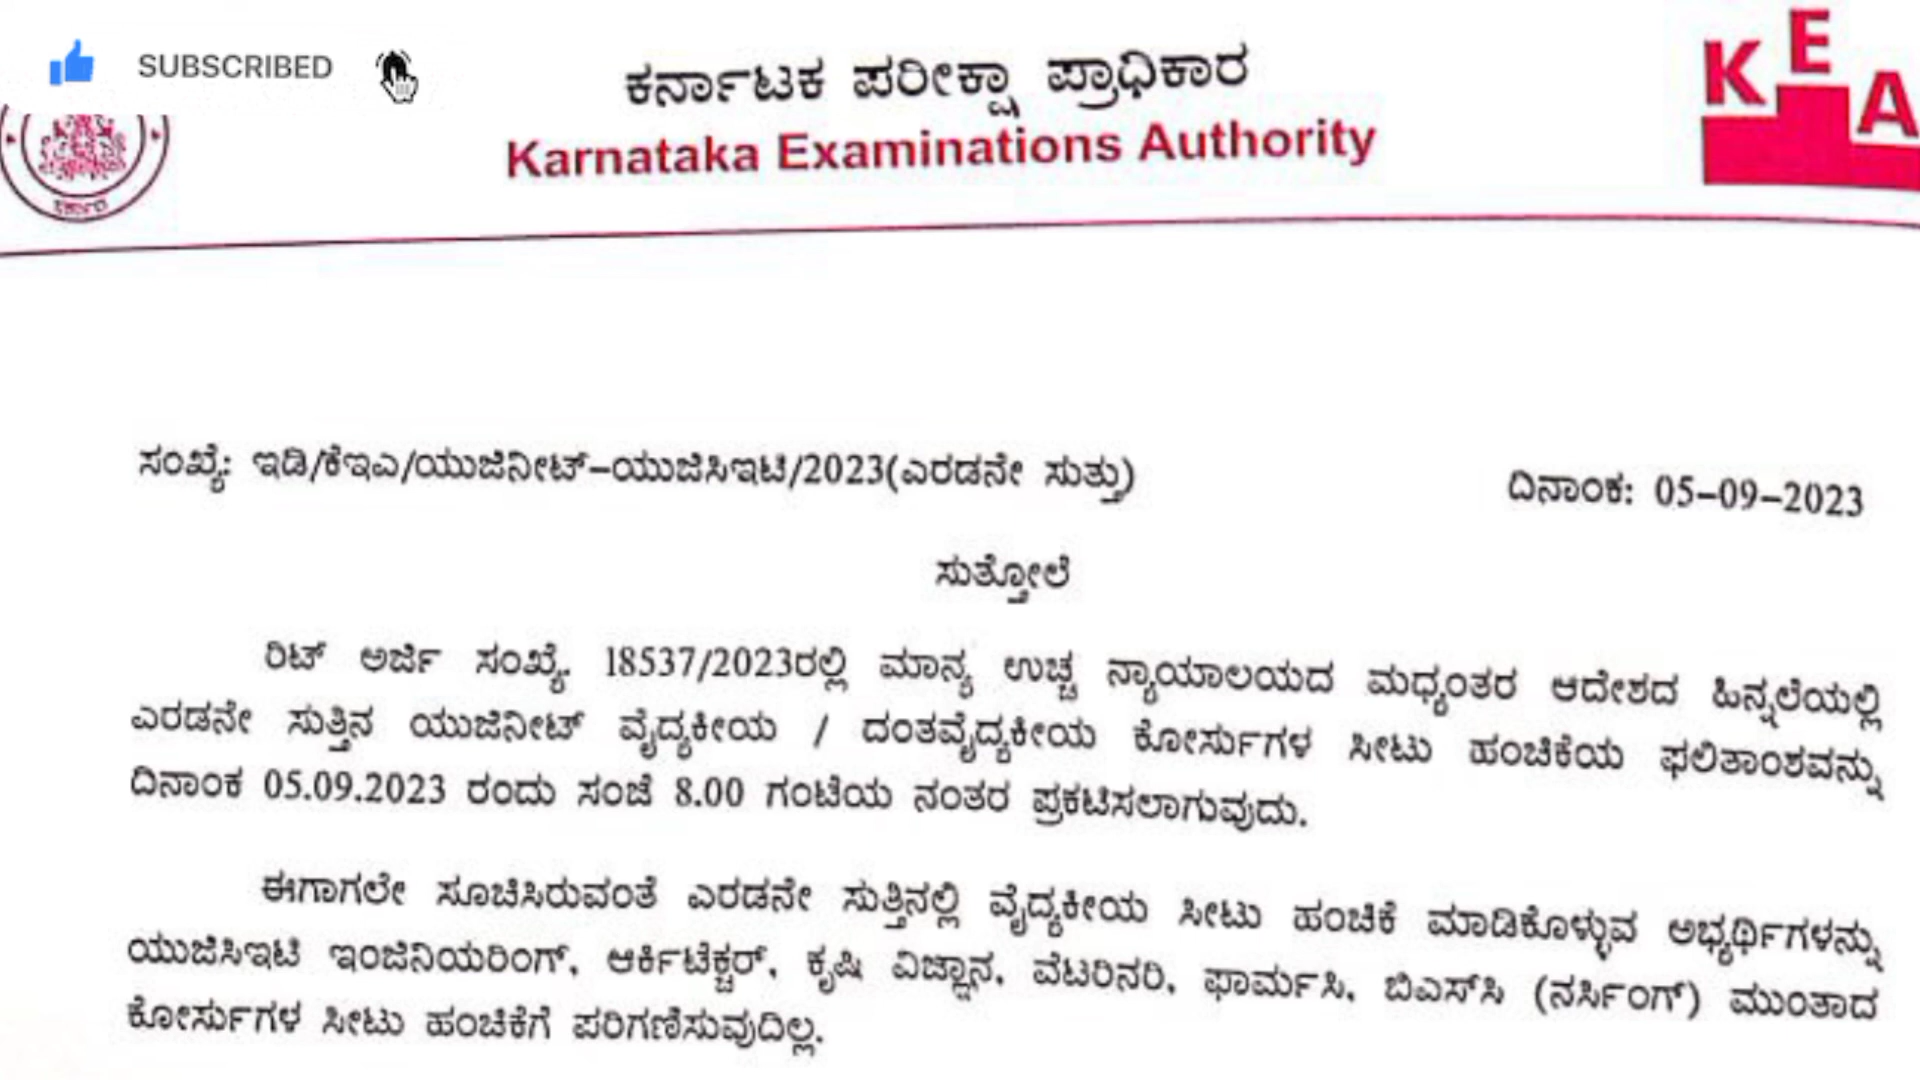 SUBSCRIBED
ಕರ್ನಾಟಕ ಪರೀಕ್ಷಾ ಪ್ರಾಧಿಕಾರ
Karnataka Examinations Authority
KEA
ಸಂಖ್ಯೆ: ಇಡಿ/ಕೆಇಎ/ಯುಜಿನೀಟ್–ಯುಜಿಸಿಇಟಿ/2023(ಎರಡನೇ ಸುತ್ತು)
ದಿನಾಂಕ: 05–09–2023
ಸುತ್ತೋಲೆ
ರಿಟ್ ಅರ್ಜಿ ಸಂಖ್ಯೆ. 18537/2023ರಲ್ಲಿ ಮಾನ್ಯ ಉಚ್ಚ ನ್ಯಾಯಾಲಯದ ಮಧ್ಯಂತರ ಆದೇಶದ ಹಿನ್ನಲೆಯಲ್ಲಿ
ಎರಡನೇ ಸುತ್ತಿನ ಯುಜಿನೀಟ್ ವೈದ್ಯಕೀಯ / ದಂತವೈದ್ಯಕೀಯ ಕೋರ್ಸುಗಳ ಸೀಟು ಹಂಚಿಕೆಯ ಫಲಿತಾಂಶವನ್ನು
ದಿನಾಂಕ 05.09.2023 ರಂದು ಸಂಜೆ 8.00 ಗಂಟೆಯ ನಂತರ ಪ್ರಕಟಿಸಲಾಗುವುದು.
ಈಗಾಗಲೇ ಸೂಚಿಸಿರುವಂತೆ ಎರಡನೇ ಸುತ್ತಿನಲ್ಲಿ ವೈದ್ಯಕೀಯ ಸೀಟು ಹಂಚಿಕೆ ಮಾಡಿಕೊಳ್ಳುವ ಅಭ್ಯರ್ಥಿಗಳನ್ನು
ಯುಜಿಸಿಇಟಿ ಇಂಜಿನಿಯರಿಂಗ್, ಆರ್ಕಿಟೆಕ್ಚರ್, ಕೃಷಿ ವಿಜ್ಞಾನ, ವೆಟರಿನರಿ, ಫಾರ್ಮಸಿ, ಬಿಎಸ್‌ಸಿ (ನರ್ಸಿಂಗ್) ಮುಂತಾದ
ಕೋರ್ಸುಗಳ ಸೀಟು ಹಂಚಿಕೆಗೆ ಪರಿಗಣಿಸುವುದಿಲ್ಲ.